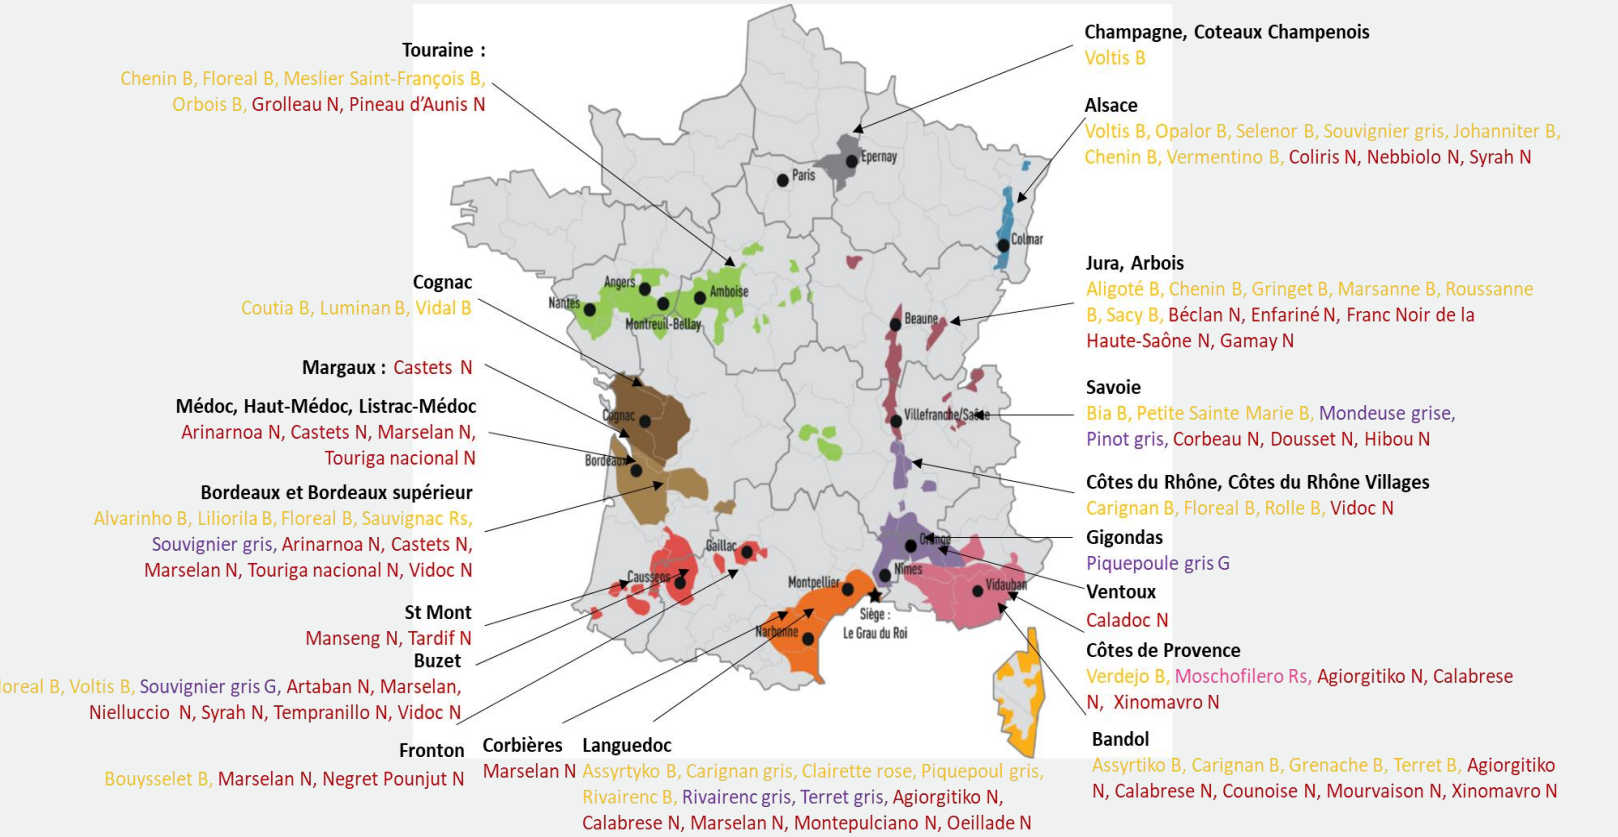 Touraine :
Chenin B, Floreal B, Meslier Saint-François B,
Orbois B, Grolleau N, Pineau d’Aunis N
Cognac
Coutia B, Luminan B, Vidal B
Margaux : Castets N
Médoc, Haut-Médoc, Listrac-Médoc
Arinarnoa N, Castets N, Marselan N,
Touriga nacional N
Bordeaux et Bordeaux supérieur
Alvarinho B, Liliorila B, Floreal B, Sauvignac Rs,
Souvignier gris, Arinarnoa N, Castets N,
Marselan N, Touriga nacional N, Vidoc N
St Mont
Manseng N, Tardif N
Buzet
loreal B, Voltis B, Souvignier gris G, Artaban N, Marselan,
Nielluccio N, Syrah N, Tempranillo N, Vidoc N
Fronton
Bouysselet B, Marselan N, Negret Pounjut N
Corbières
Marselan N
Languedoc
Assyrtyko B, Carignan gris, Clairette rose, Piquepoul gris,
Rivairenc B, Rivairenc gris, Terret gris, Agiorgitiko N,
Calabrese N, Marselan N, Montepulciano N, Oeillade N
Champagne, Coteaux Champenois
Voltis B
Alsace
Voltis B, Opalor B, Selenor B, Souvignier gris, Johanniter B,
Chenin B, Vermentino B, Coliris N, Nebbiolo N, Syrah N
Jura, Arbois
Aligoté B, Chenin B, Gringet B, Marsanne B, Roussanne
B, Sacy B, Béclan N, Enfariné N, Franc Noir de la
Haute-Saône N, Gamay N
Savoie
Bia B, Petite Sainte Marie B, Mondeuse grise,
Pinot gris, Corbeau N, Dousset N, Hibou N
Côtes du Rhône, Côtes du Rhône Villages
Carignan B, Floreal B, Rolle B, Vidoc N
Gigondas
Piquepoule gris G
Ventoux
Caladoc N
Côtes de Provence
Verdejo B, Moschofilero Rs, Agiorgitiko N, Calabrese
N, Xinomavro N
Bandol
Assyrtiko B, Carignan B, Grenache B, Terret B, Agiorgitiko
N, Calabrese N, Counoise N, Mourvaison N, Xinomavro N
Epernay
Paris
Colmar
Angers
Amboise
Nantes
Montreuil-Bellay
Beaune
Villefranche/Saône
Cognac
Bordeaux
Gaillac
Caussens
Orange
Nîmes
Montpellier
Vidauban
Narbonne
Siège :
Le Grau du Roi